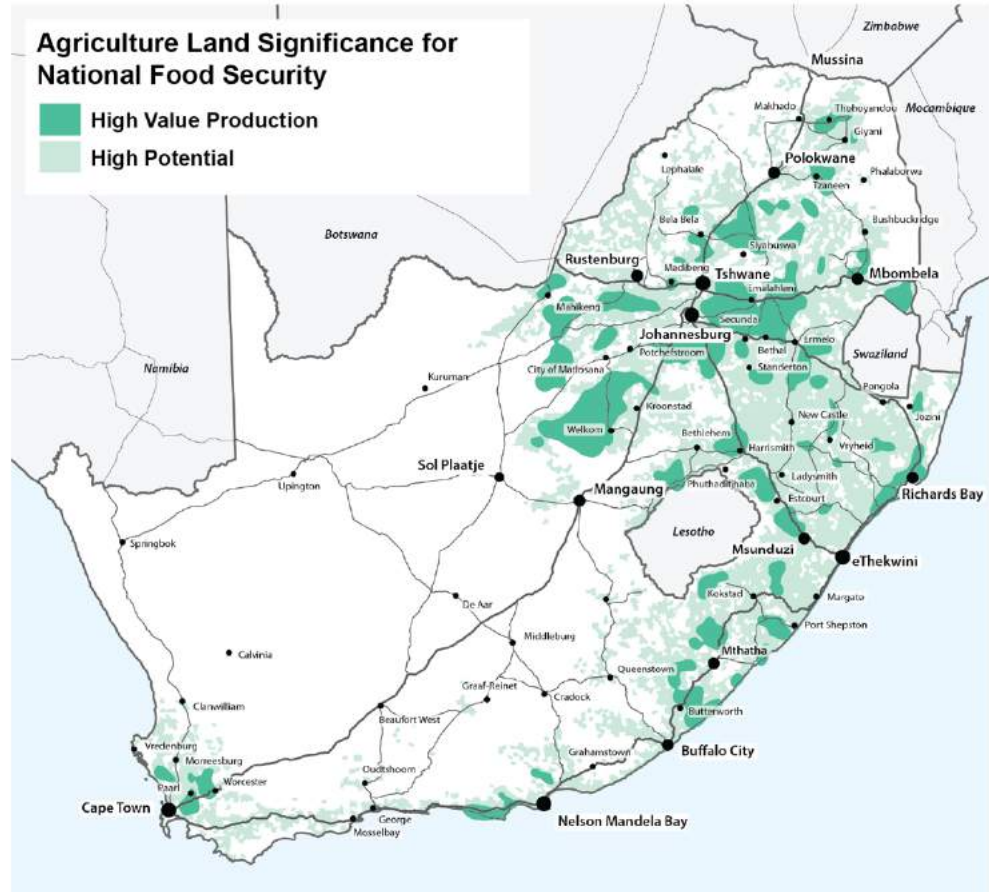 Agriculture Land Significance for
National Food Security
High Value Production
High Potential
Zimbabwe
Mussina
Mocambique
Makhado
Thohoyandou
Giyani
Polokwane
Lephalale
Tzaneen
Phalaborwa
Botswana
Bela Bela
Bushbuckridge
Siyabuswa
Rustenburg
Madibeng
Tshwane
Mbombela
Emalahleni
Mahikeng
Secunda
Johannesburg
Ermelo
Bethal
Swaziland
Potchefstroom
City of Matlosana
Standerton
Namibia
Kuruman
Pongola
Jozini
Kroonstad
New Castle
Welkom
Bethlehem
Vryheid
Harrismith
Sol Plaatje
Ladysmith
Upington
Phuthaditjhaba
Mangaung
Estcourt
Richards Bay
Lesotho
Springbok
Msunduzi
eThekwini
Kokstad
Margate
De Aar
Port Shepston
Middleburg
Mthatha
Calvinia
Queenstown
Graaf-Reinet
Cradock
Clanwilliam
Beaufort West
Butterworth
Vredenburg
Buffalo City
Morreesburg
Grahamstown
Oudtshoorn
Paarl
Worcester
Cape Town
George
Nelson Mandela Bay
Mosselbay